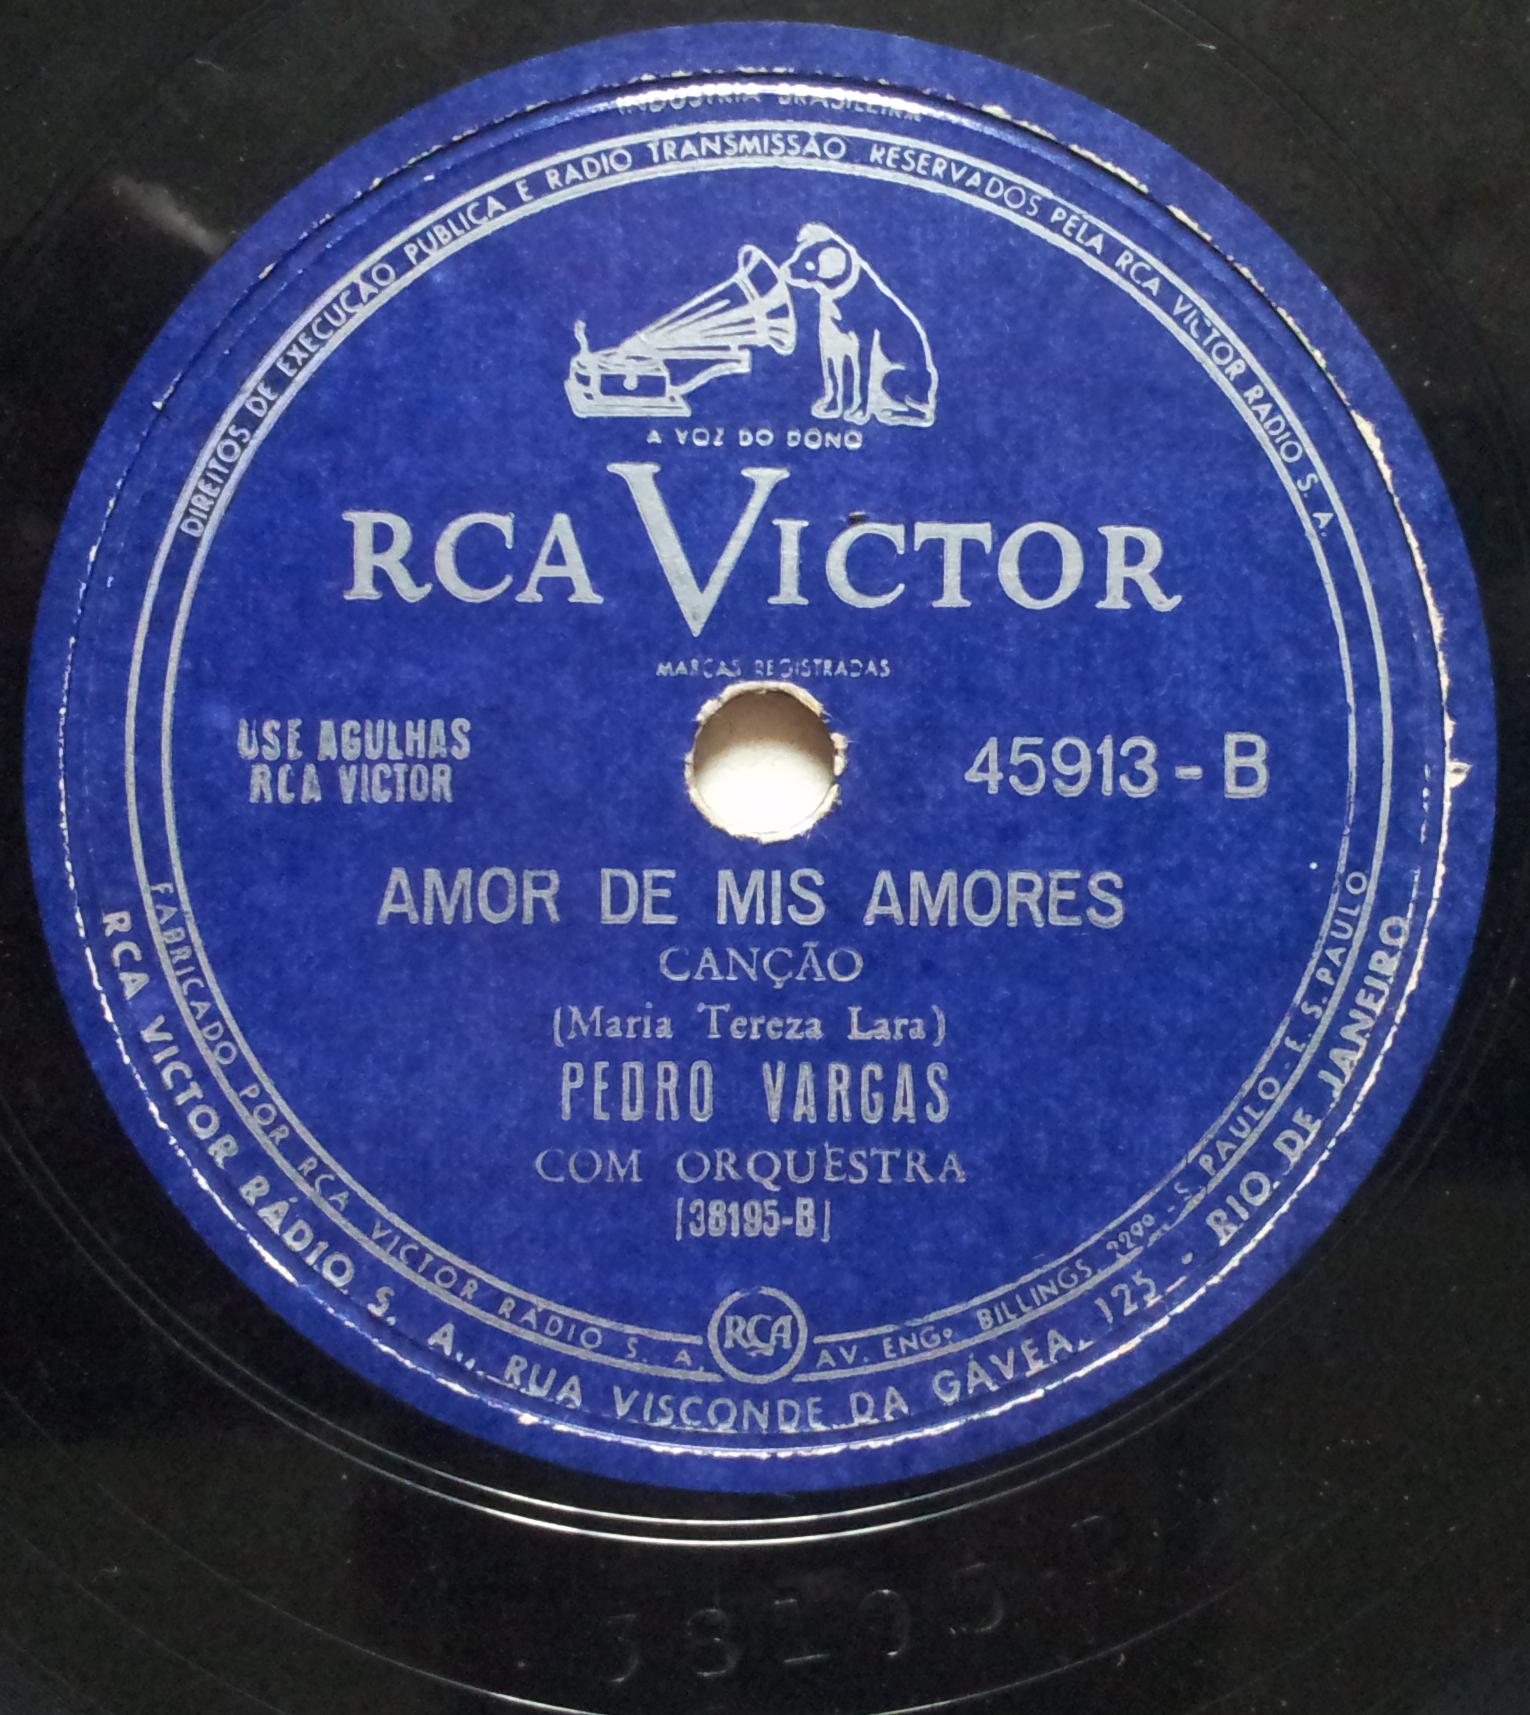 INDUSTRIA BRASILEIRA
DIREITOS DE EXECUÇÃO PUBLICA E RADIO TRANSMISSÃO RESERVADOS PELA RCA VICTOR RADIO S. A.
A VOZ DO DONO
RCA VICTOR
MARCAS REGISTRADAS
USE AGULHAS
RCA VICTOR
45913 - B
AMOR DE MIS AMORES
CANÇÃO
(Maria Tereza Lara)
PEDRO VARGAS
COM ORQUESTRA
(38195-B)
RCA
FABRICADO POR RCA VICTOR RÁDIO S. A. AV. ENGº BILLINGS, 2290 - S. PAULO - E. S. PAULO
RCA VICTOR RÁDIO S. A., RUA VISCONDE DA GÁVEA, 125 - RIO DE JANEIRO
38195 B